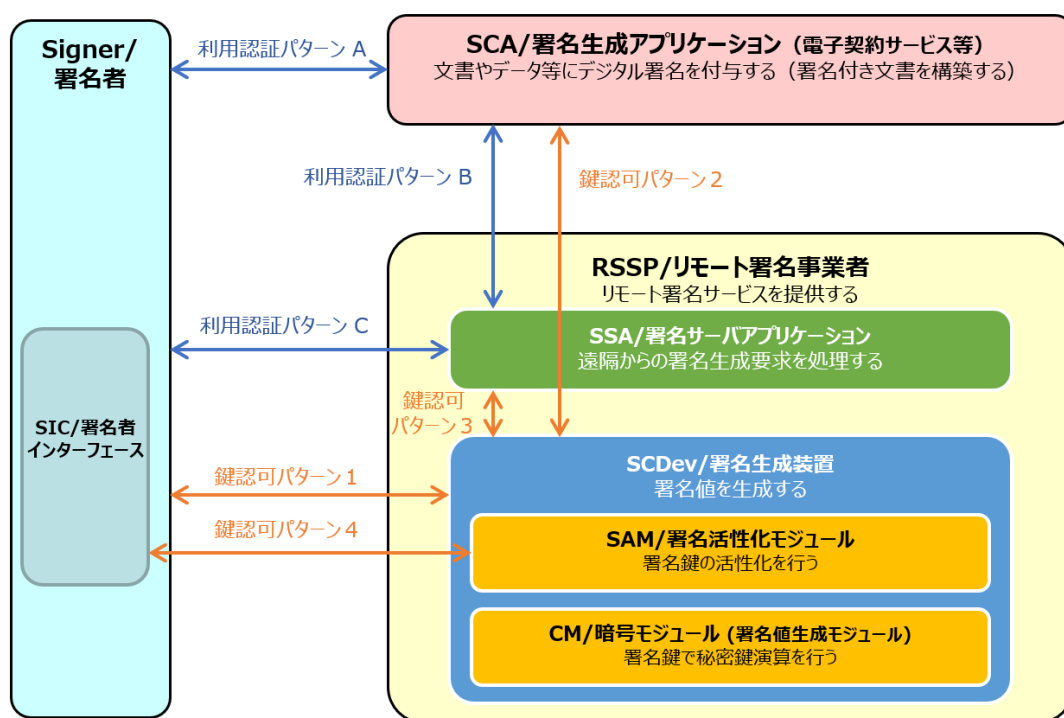 Signer/
署名者
利用認証パターン A
SCA/署名生成アプリケーション（電子契約サービス等）
文書やデータ等にデジタル署名を付与する（署名付き文書を構築する）
利用認証パターン B
鍵認可パターン 2
RSSP/リモート署名事業者
リモート署名サービスを提供する
利用認証パターン C
SSA/署名サーバアプリケーション
遠隔からの署名生成要求を処理する
鍵認可
パターン 3
SIC/署名者
インターフェース
SCDev/署名生成装置
署名値を生成する
鍵認可パターン 1
鍵認可パターン 4
SAM/署名活性化モジュール
署名鍵の活性化を行う
CM/暗号モジュール (署名値生成モジュール)
署名鍵で秘密鍵演算を行う